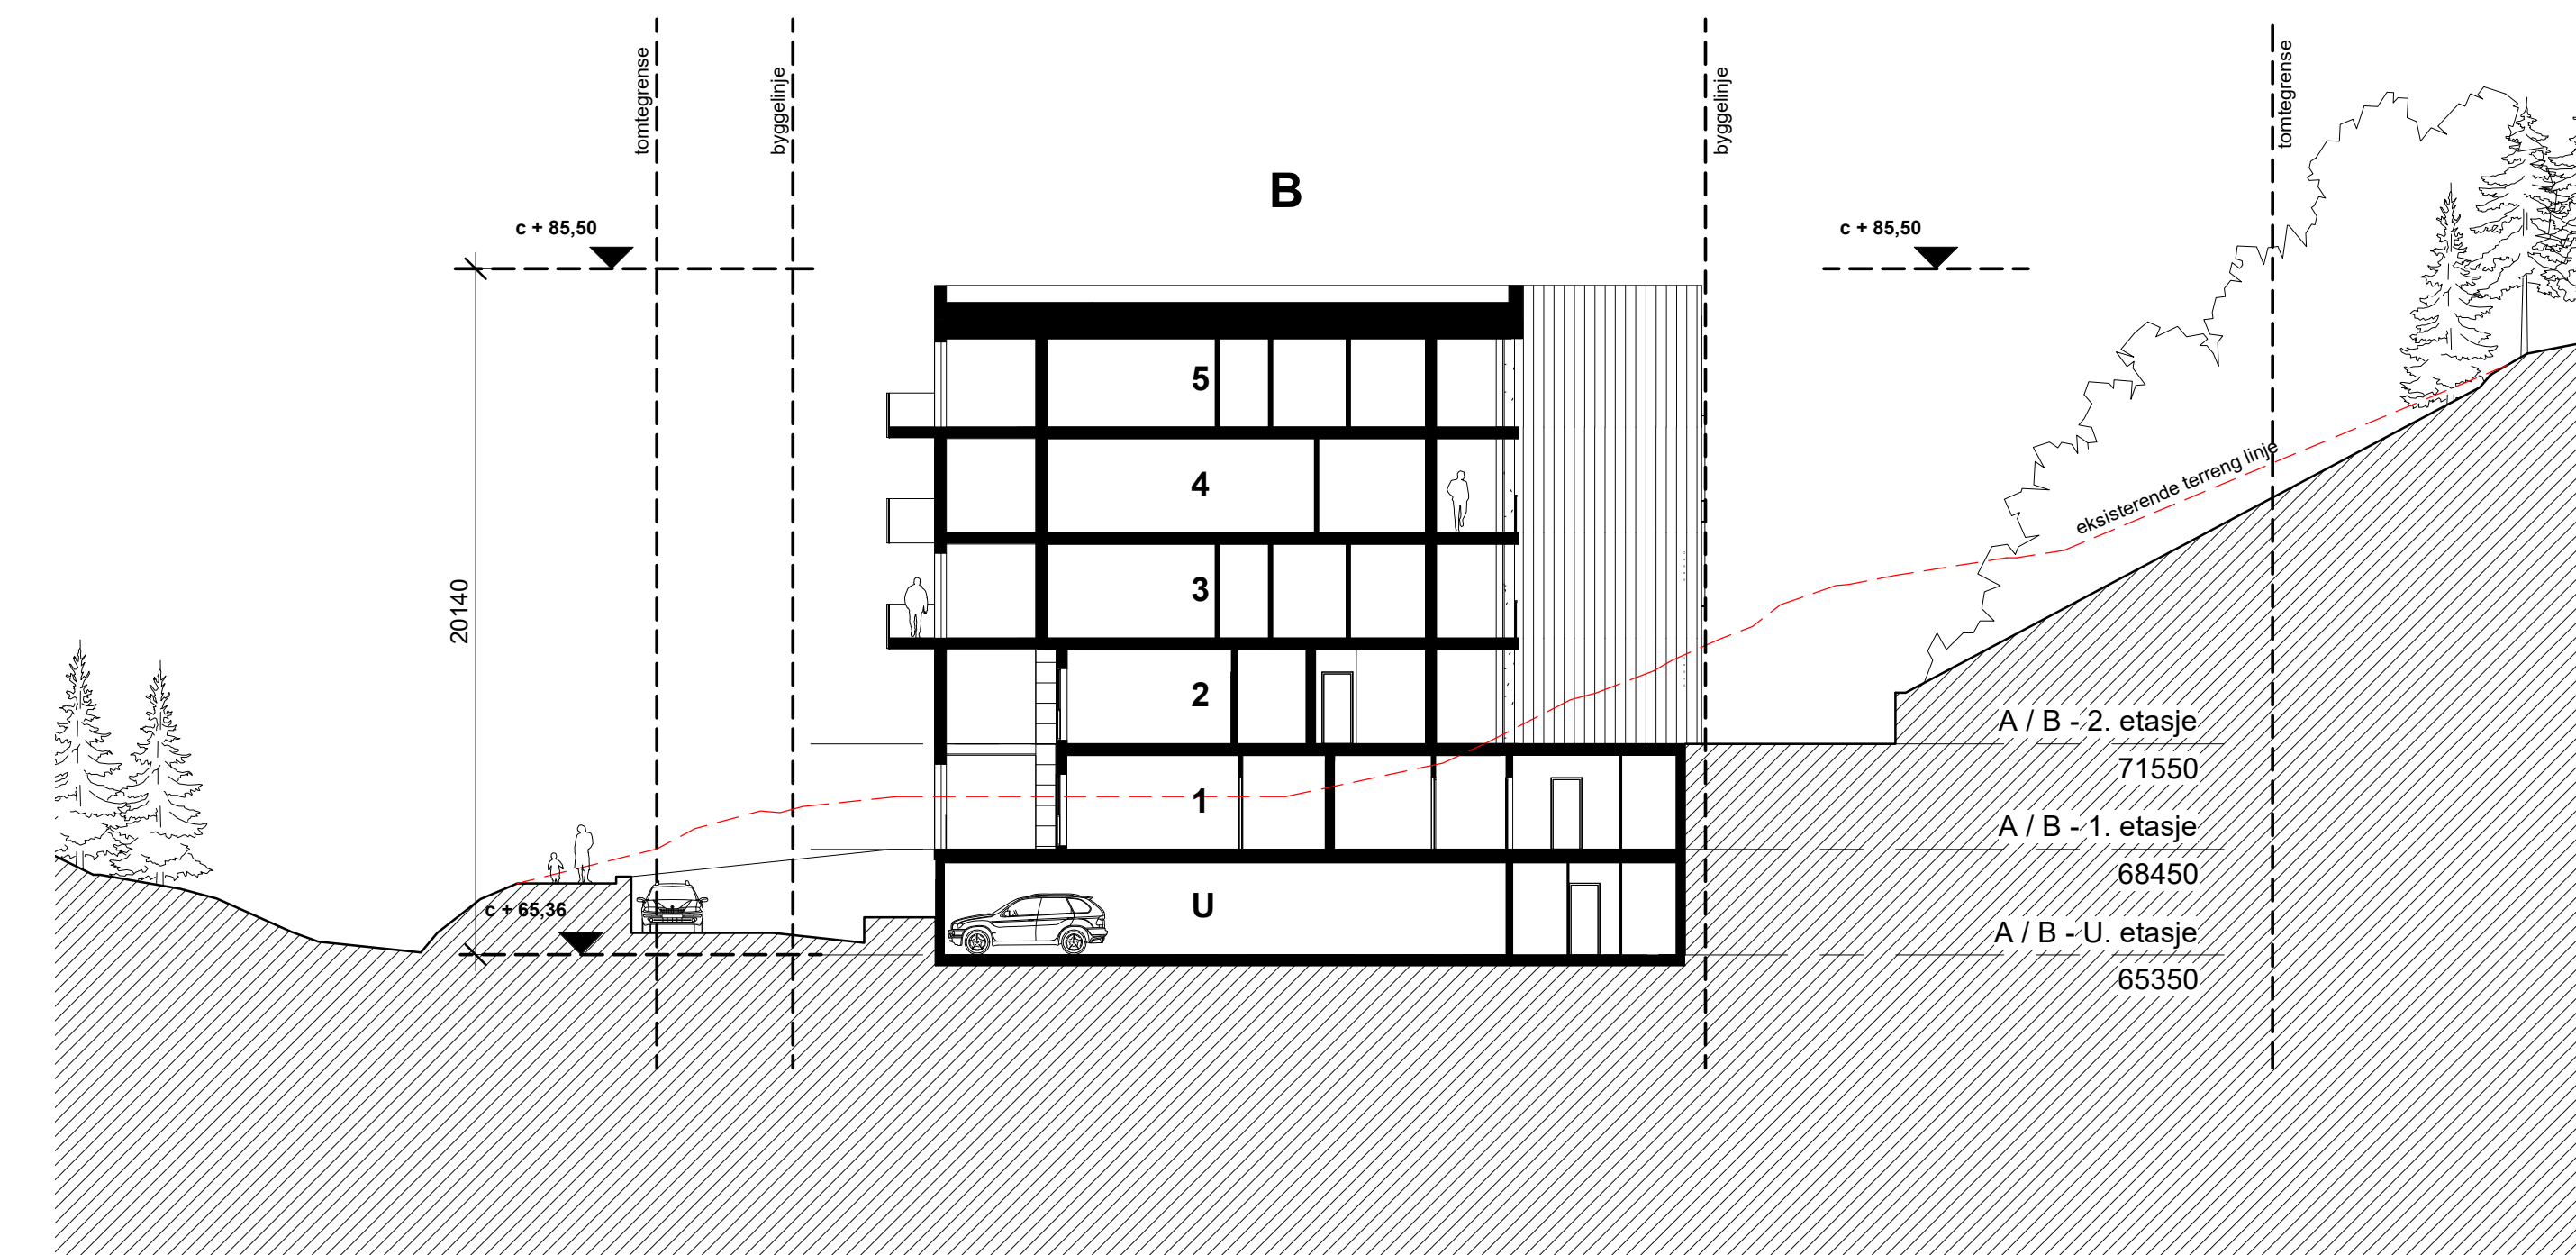 tomtegrense
byggelinje
byggelinje
tomtegrense
B
c + 85,50
c + 85,50
5
eksisterende terreng linje
4
3
20140
2
A / B - 2. etasje
71550
1
A / B - 1. etasje
68450
c + 65,36
U
A / B - U. etasje
65350